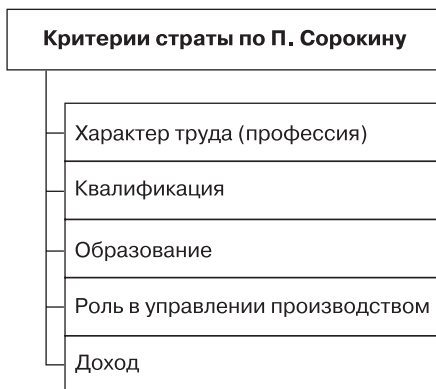 Критерии страты по П. Сорокину
Характер труда (профессия)
Квалификация
Образование
Роль в управлении производством
Доход